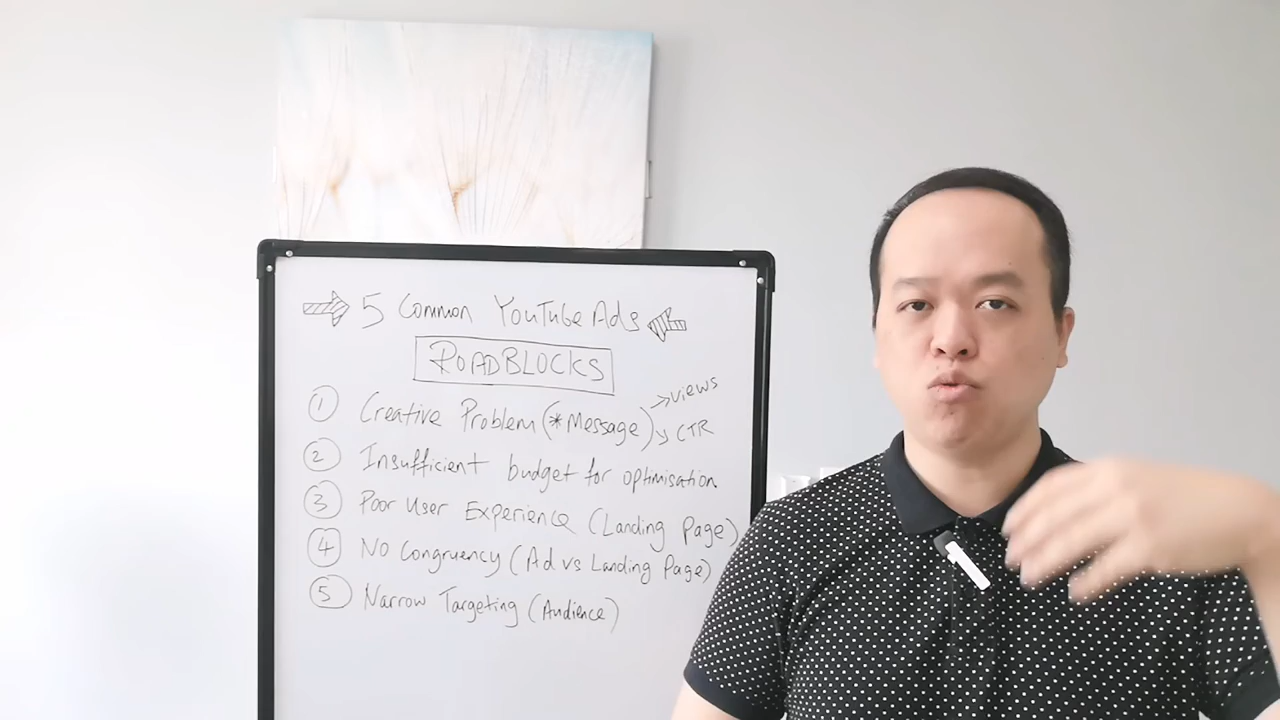 5 Common YouTube Ads
ROADBLOCKS
① Creative Problem (*Message) → views
↘ CTR
② Insufficient budget for optimisation
③ Poor User Experience (Landing Page)
④ No Congruency (Ad vs Landing Page)
⑤ Narrow Targeting (Audience)